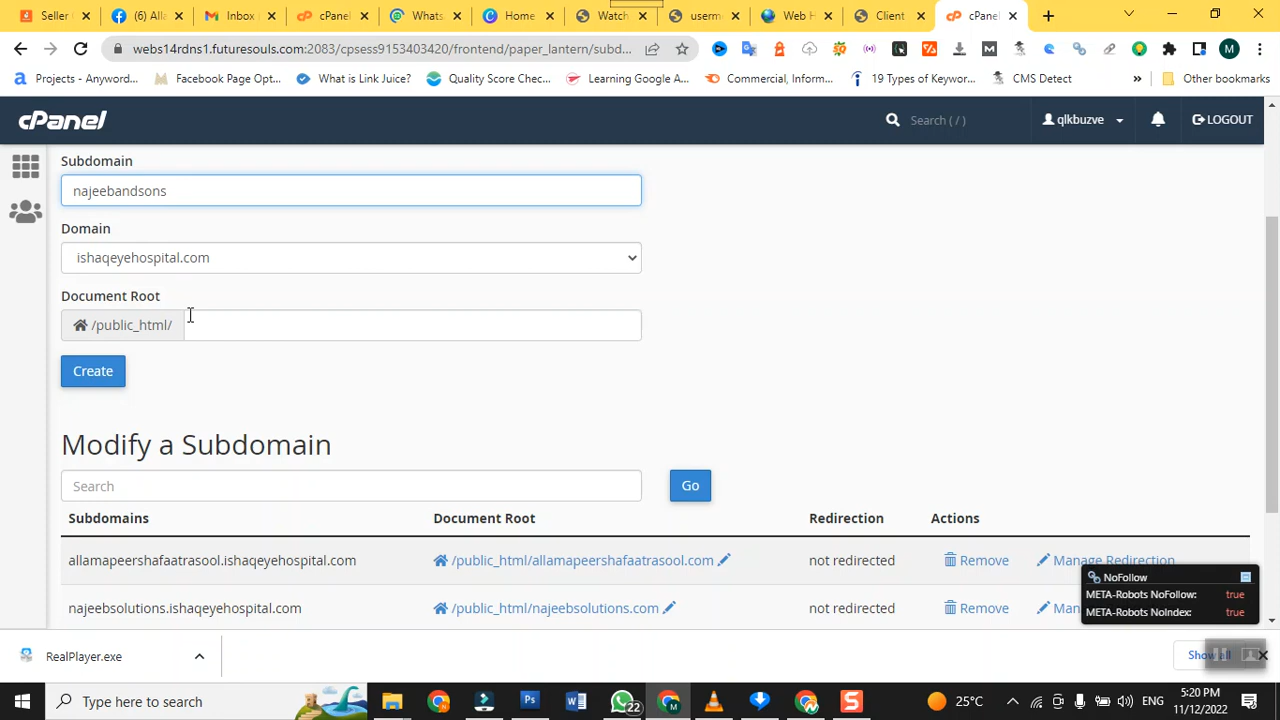 Seller
(6) Alla
Inbox
cPanel
Whats
Home
Watch
userme
Web H
Client
cPanel
webs14rdns1.futuresouls.com:2083/cpsess9153403420/frontend/paper_lantern/subd...
Projects - Anyword...
Facebook Page Opt...
What is Link Juice?
Quality Score Chec...
Learning Google A...
Commercial, Inform...
19 Types of Keywor...
CMS Detect
»
Other bookmarks
cPanel
Search ( / )
qlkbuzve
LOGOUT
Subdomain
najeebandsons
Domain
ishaqeyehospital.com
Document Root
/public_html/
Create
Modify a Subdomain
Search
Go
Subdomains
Document Root
Redirection
Actions
allamapeershafaatrasool.ishaqeyehospital.com
/public_html/allamapeershafaatrasool.com
not redirected
Remove
Manage Redirection
NoFollow
META-Robots NoFollow: true
META-Robots NoIndex: true
najeebsolutions.ishaqeyehospital.com
/public_html/najeebsolutions.com
not redirected
Remove
RealPlayer.exe
Show all
Type here to search
22
25°C
ENG
5:20 PM
11/12/2022